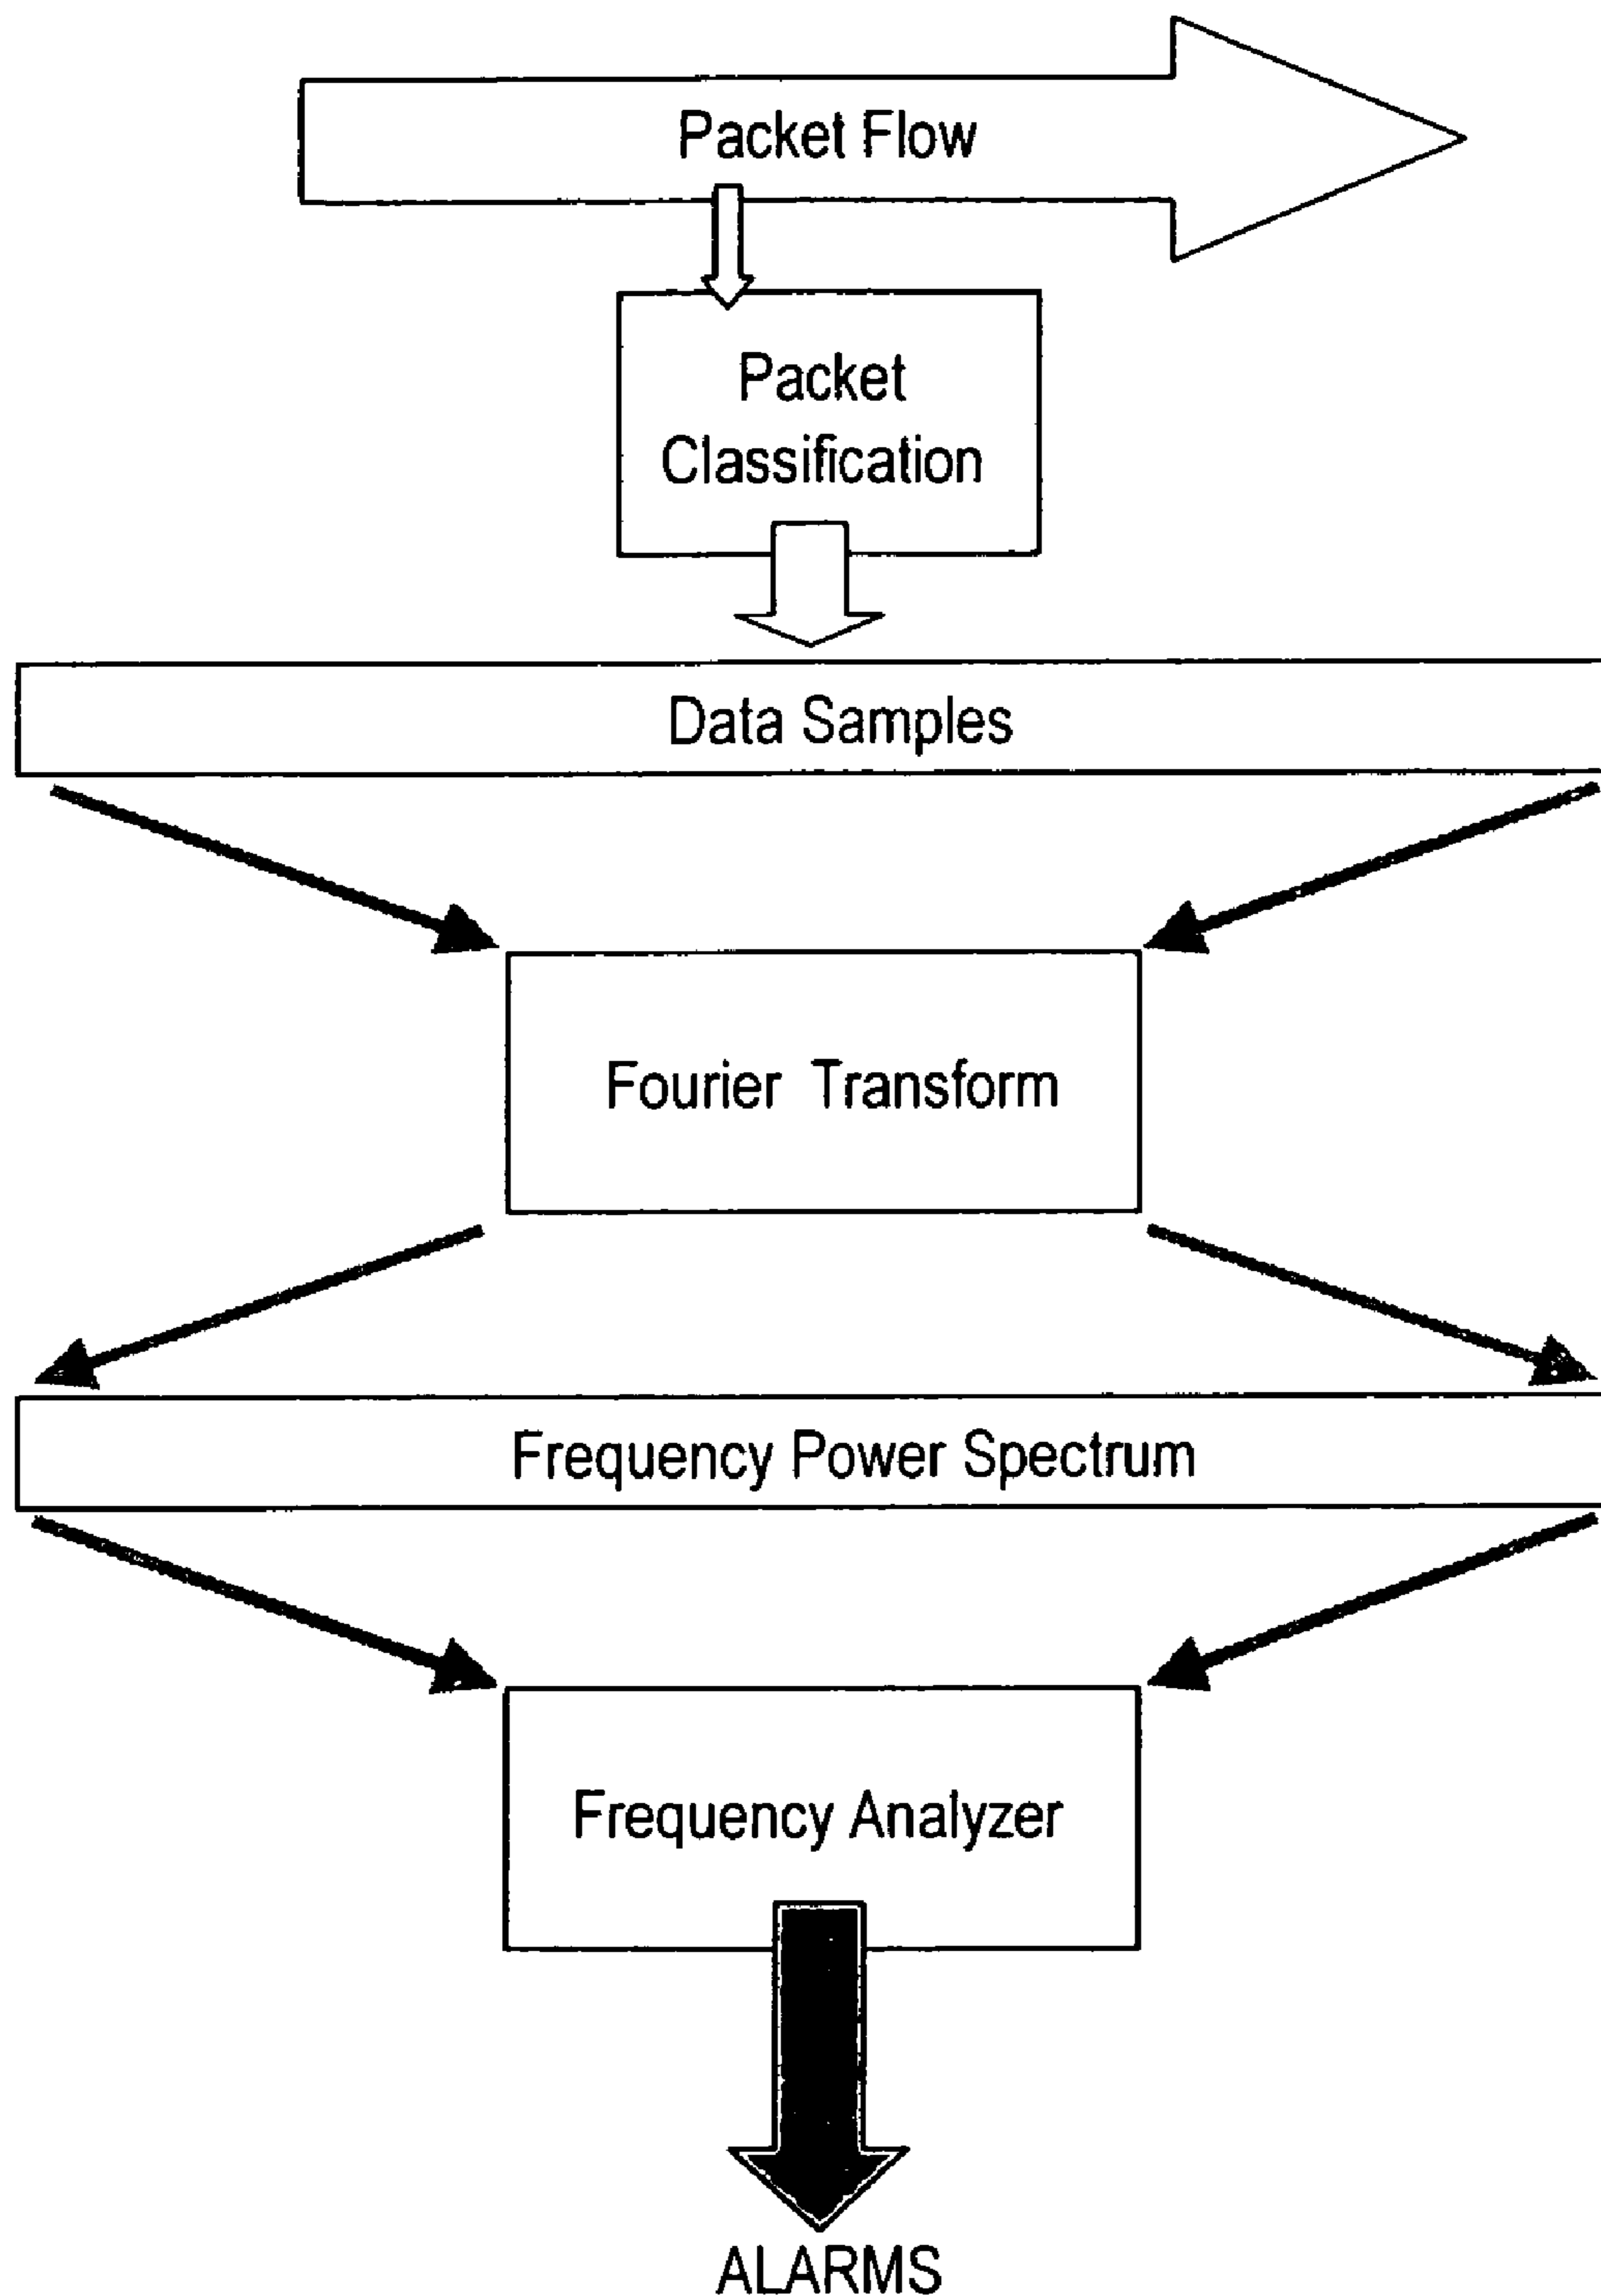 Packet Flow
Packet
Classification
Data Samples
Fourier Transform
Frequency Power Spectrum
Frequency Analyzer
ALARMS